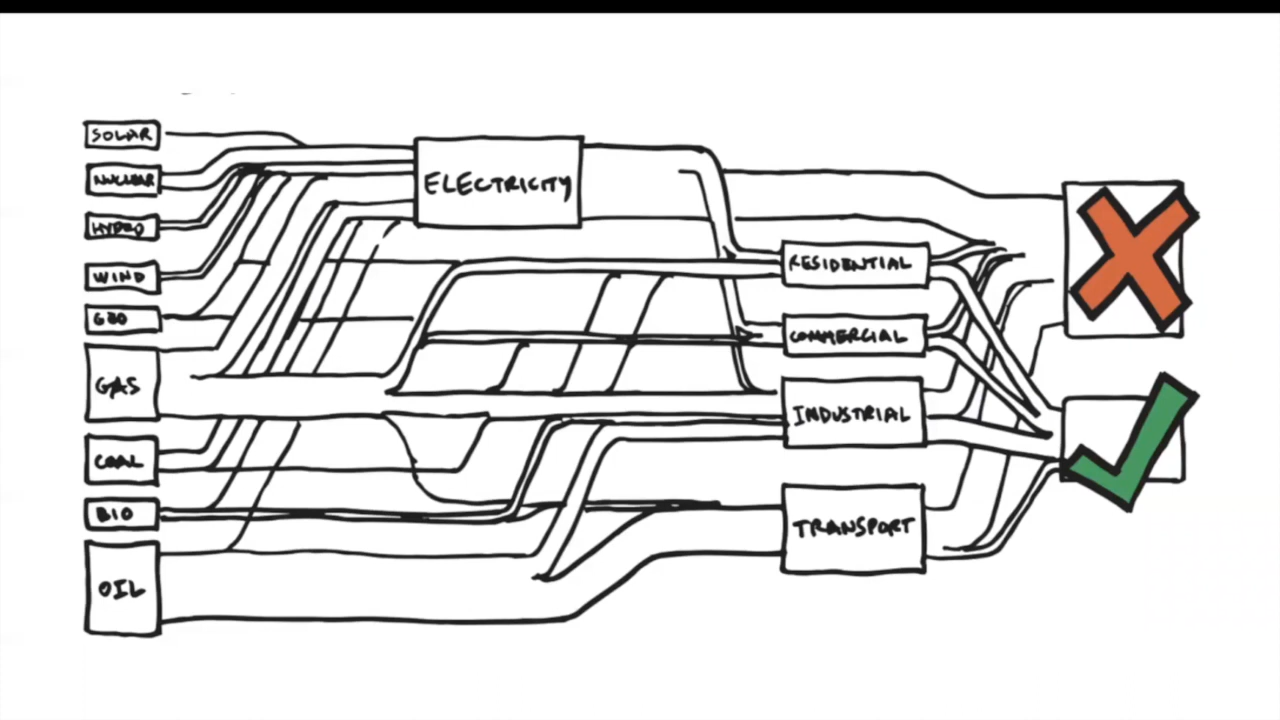 SOLAR
NUCLEAR
HYDRO
WIND
GEO
GAS
COAL
BIO
OIL
ELECTRICITY
RESIDENTIAL
COMMERCIAL
INDUSTRIAL
TRANSPORT